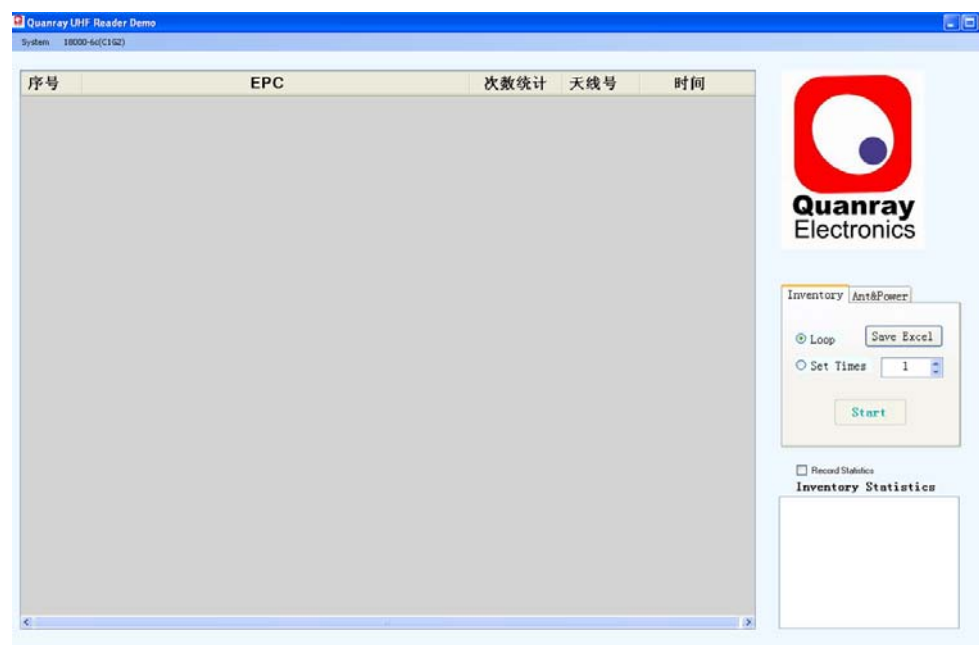 Quanray UHF Reader Demo
System 18000-6c(C1G2)
序号 EPC 次数统计 天线号 时间
Quanray
Electronics
Inventory Ant&Power
Loop Save Excel
Set Times 1
Start
Record Statistics
Inventory Statistics